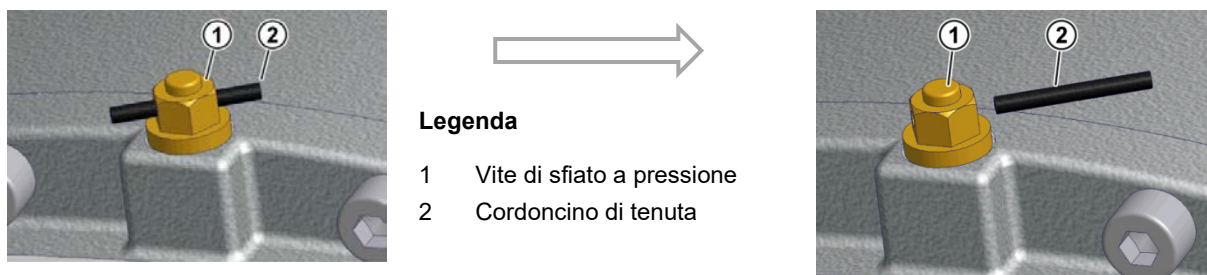 1 2
1 2
Legenda
1 Vite di sfiato a pressione
2 Cordoncino di tenuta